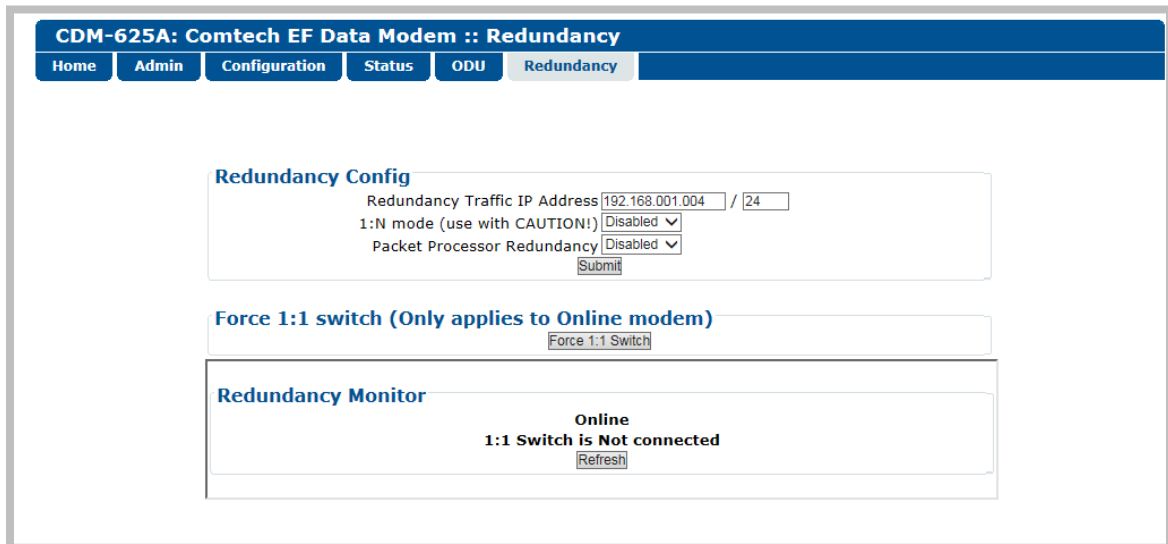 CDM-625A: Comtech EF Data Modem :: Redundancy
Home Admin Configuration Status ODU Redundancy
Redundancy Config
Redundancy Traffic IP Address 192.168.001.004 / 24
1:N mode (use with CAUTION!) Disabled
Packet Processor Redundancy Disabled
Submit
Force 1:1 switch (Only applies to Online modem)
Force 1:1 Switch
Redundancy Monitor
Online
1:1 Switch is Not connected
Refresh